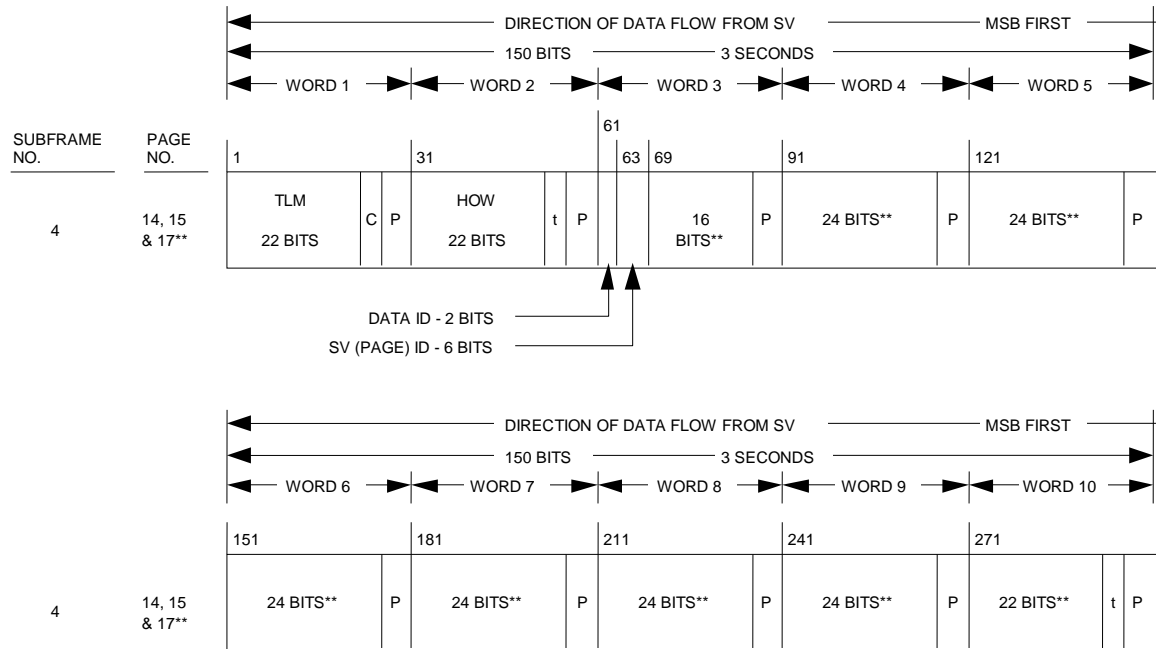 DIRECTION OF DATA FLOW FROM SV MSB FIRST
150 BITS 3 SECONDS
WORD 1 WORD 2 WORD 3 WORD 4 WORD 5
SUBFRAME NO. PAGE NO. 1 31 61 63 69 91 121
4 14, 15 & 17** TLM 22 BITS C P HOW 22 BITS t P 16 BITS** P 24 BITS** P 24 BITS** P
DATA ID - 2 BITS
SV (PAGE) ID - 6 BITS
DIRECTION OF DATA FLOW FROM SV MSB FIRST
150 BITS 3 SECONDS
WORD 6 WORD 7 WORD 8 WORD 9 WORD 10
151 181 211 241 271
4 14, 15 & 17** 24 BITS** P 24 BITS** P 24 BITS** P 24 BITS** P 22 BITS** t P